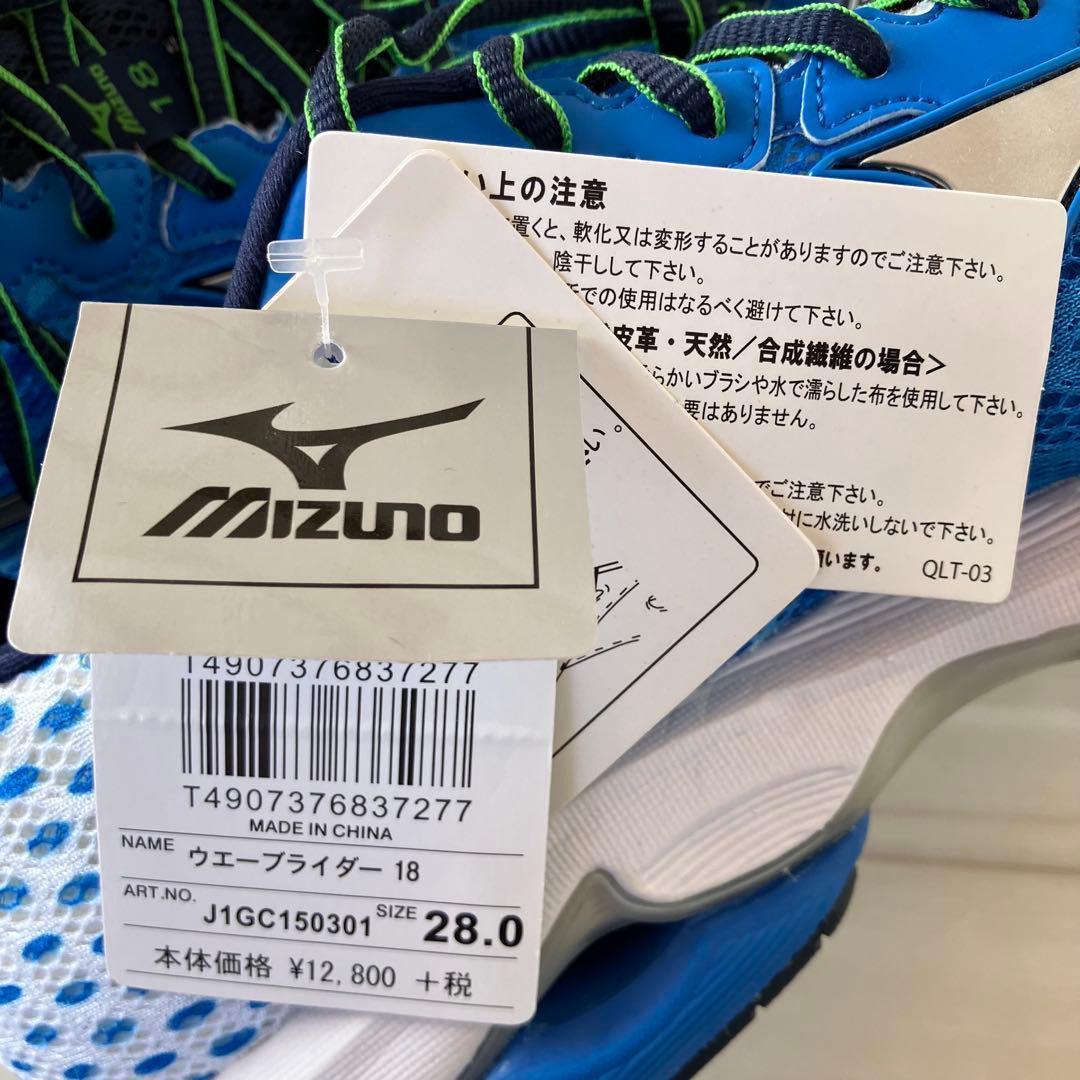 MIZUNO
18
い上の注意
置くと、軟化又は変形することがありますのでご注意下さい。
陰干しして下さい。
での使用はなるべく避けて下さい。
皮革・天然／合成繊維の場合＞
らかいブラシや水で濡らした布を使用して下さい。
要はありません。
でご注意下さい。
に水洗いしないで下さい。
います。
QLT-03
MIZUNO
T4907376837277
T4907376837277
MADE IN CHINA
NAME ウエーブライダー 18
ART.NO. J1GC150301 SIZE 28.0
本体価格 ¥12,800 +税